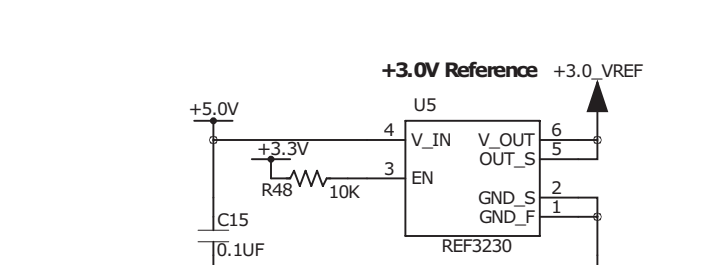 +3.0V Reference +3.0_VREF
U5
+5.0V
4 V_IN V_OUT 6
OUT_S 5
+3.3V
3 EN
R48 10K
GND_S 2
GND_F 1
C15
0.1UF
REF3230